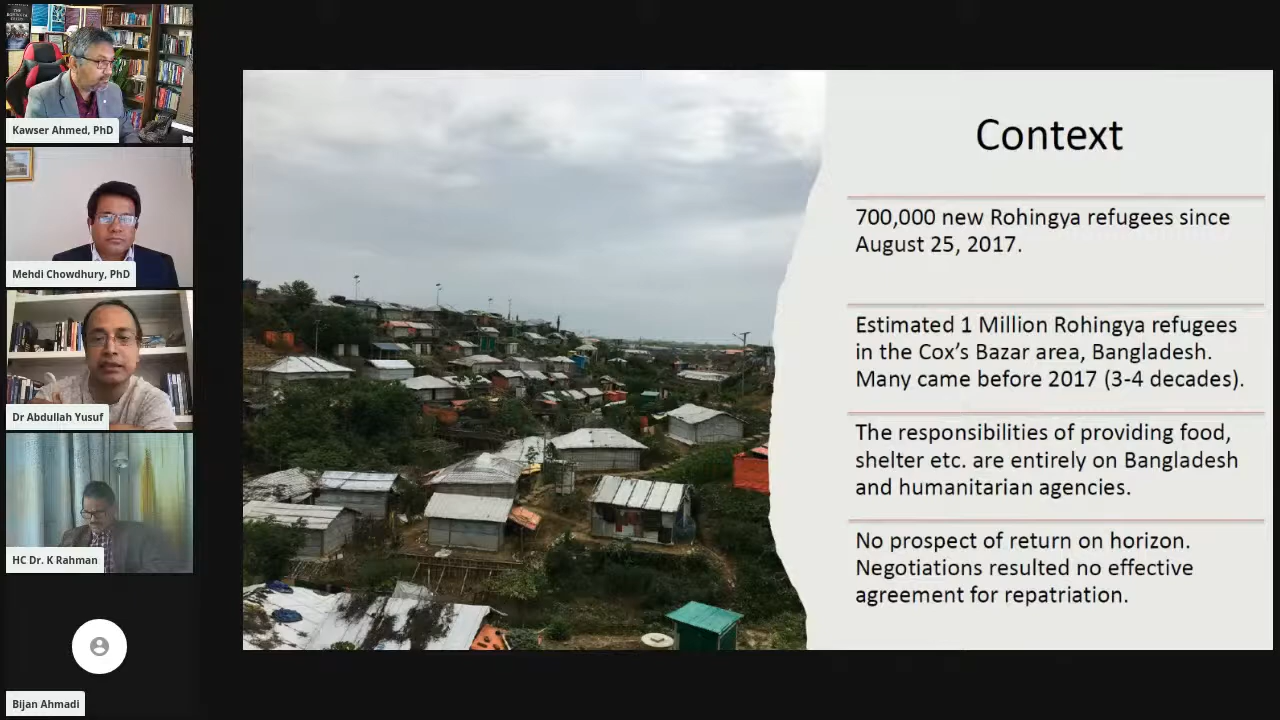 Kawser Ahmed, PhD
Mehdi Chowdhury, PhD
Dr Abdullah Yusuf
HC Dr. K Rahman
Bijan Ahmadi
Context
700,000 new Rohingya refugees since
August 25, 2017.
Estimated 1 Million Rohingya refugees
in the Cox's Bazar area, Bangladesh.
Many came before 2017 (3-4 decades).
The responsibilities of providing food,
shelter etc. are entirely on Bangladesh
and humanitarian agencies.
No prospect of return on horizon.
Negotiations resulted no effective
agreement for repatriation.